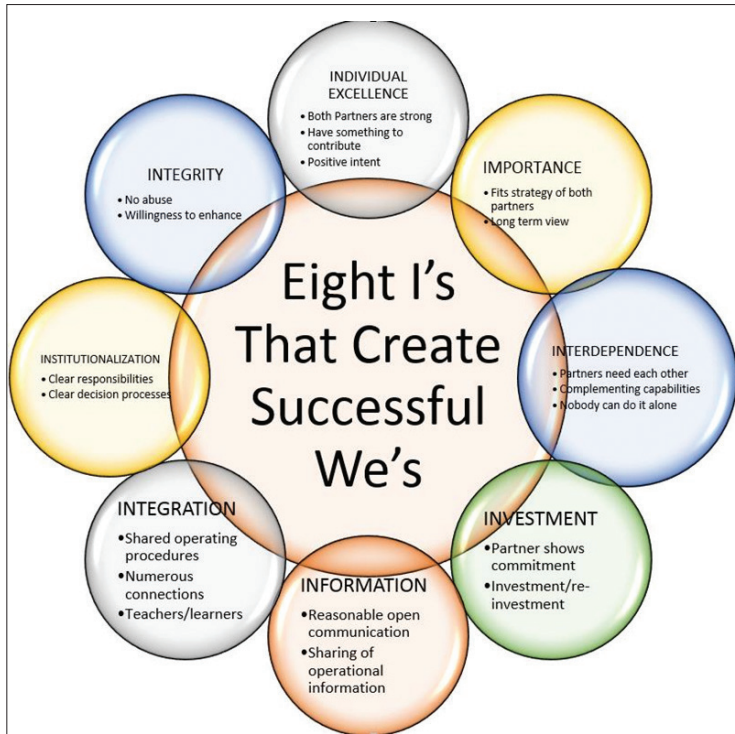 Eight I's
That Create
Successful
We's
INDIVIDUAL
EXCELLENCE
• Both Partners are strong
• Have something to
contribute
• Positive intent
IMPORTANCE
• Fits strategy of both
partners
• Long term view
INTERDEPENDENCE
• Partners need each other
• Complementing capabilities
• Nobody can do it alone
INVESTMENT
• Partner shows
commitment
• Investment/re-
investment
INFORMATION
• Reasonable open
communication
• Sharing of
operational
information
INTEGRATION
• Shared operating
procedures
• Numerous
connections
• Teachers/learners
INSTITUTIONALIZATION
• Clear responsibilities
• Clear decision processes
INTEGRITY
• No abuse
• Willingness to enhance